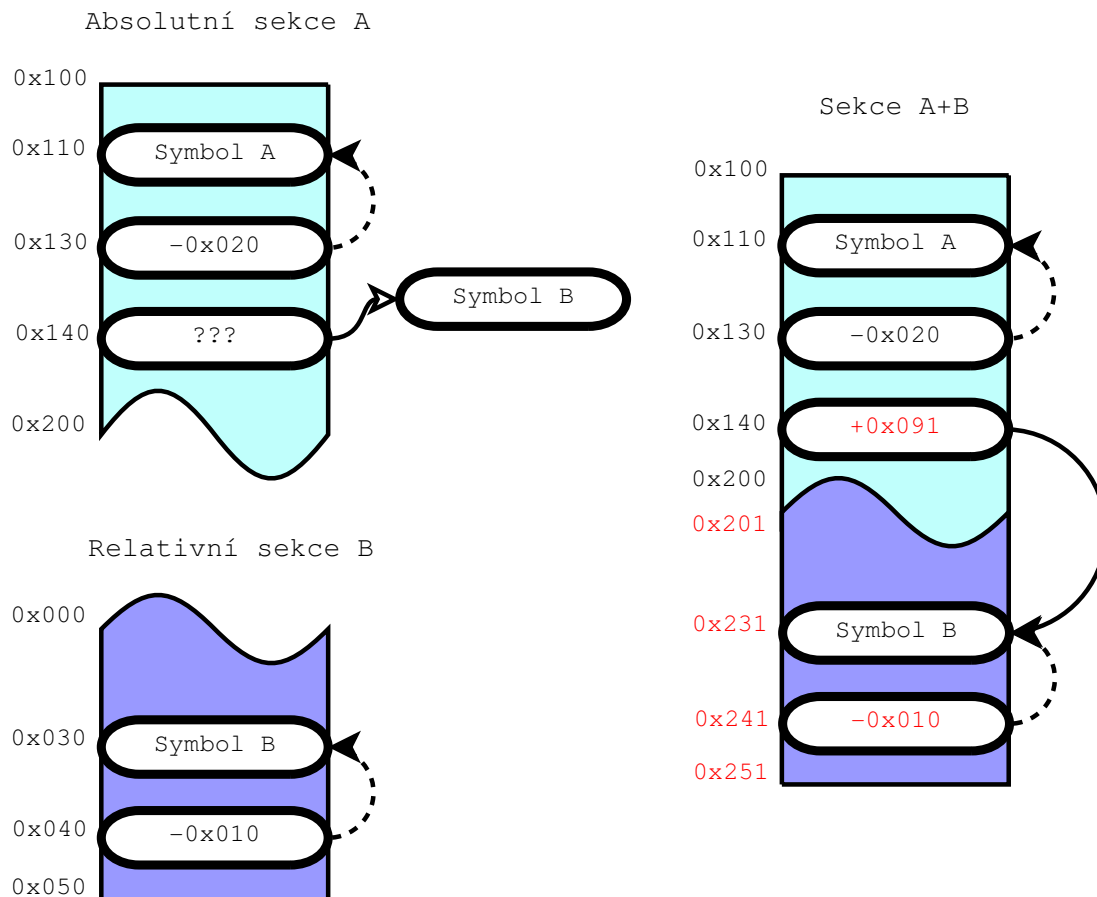 Absolutní sekce A
0x100
0x110 Symbol A
0x130 −0x020
0x140 ???
0x200
Symbol B
Relativní sekce B
0x000
0x030 Symbol B
0x040 −0x010
0x050
Sekce A+B
0x100
0x110 Symbol A
0x130 −0x020
0x140 +0x091
0x200
0x201
0x231 Symbol B
0x241 −0x010
0x251